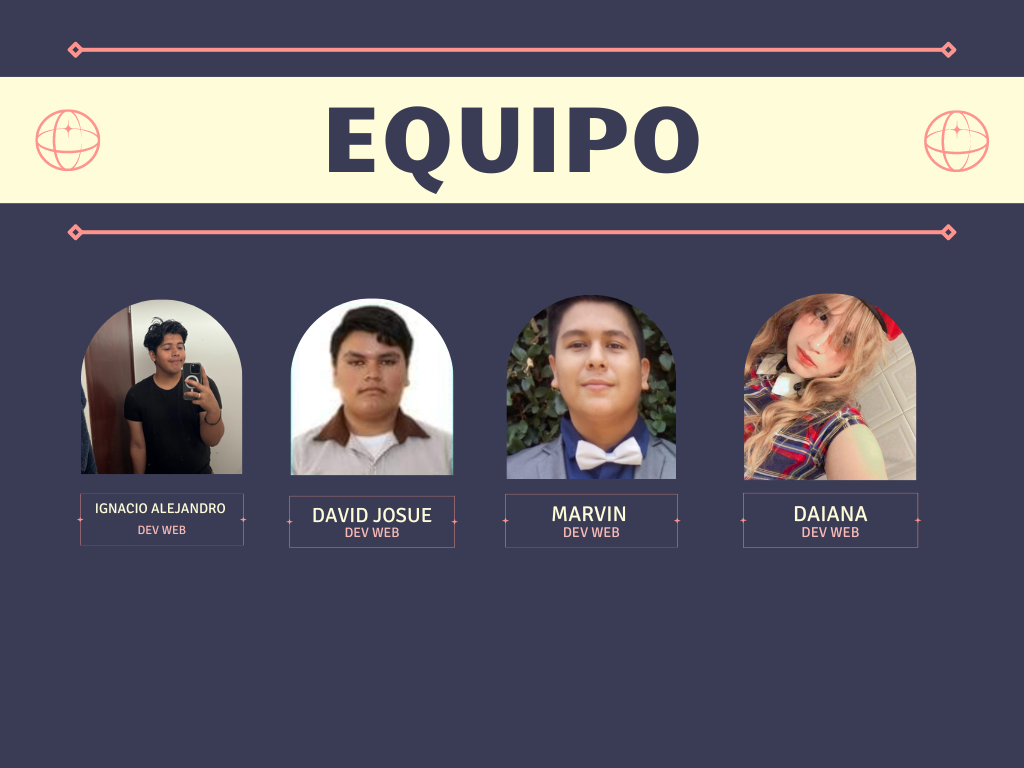 EQUIPO
IGNACIO ALEJANDRO
DEV WEB
DAVID JOSUE
DEV WEB
MARVIN
DEV WEB
DAIANA
DEV WEB